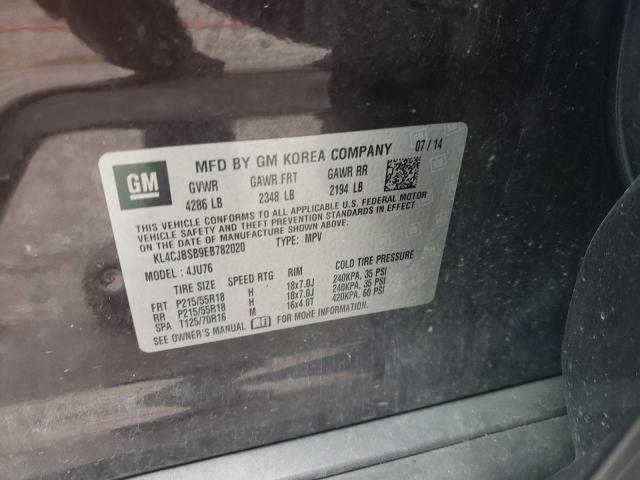 GM
MFD BY GM KOREA COMPANY 07 / 14
GVWR GAWR FRT GAWR RR
4286 LB 2348 LB 2194 LB
THIS VEHICLE CONFORMS TO ALL APPLICABLE U.S. FEDERAL MOTOR
VEHICLE SAFETY AND THEFT PREVENTION STANDARDS IN EFFECT
ON THE DATE OF MANUFACTURE SHOWN ABOVE.
KL4CJBSB9EB782020 TYPE: MPV
MODEL : 4JU76
TIRE SIZE SPEED RTG RIM COLD TIRE PRESSURE
FRT P215/55R18 H 18x7.0J 240KPA, 35 PSI
RR P215/55R18 H 18x7.0J 240KPA, 35 PSI
SPA T125/70R16 M 16x4.0T 420KPA, 60 PSI
SEE OWNER'S MANUAL FOR MORE INFORMATION.